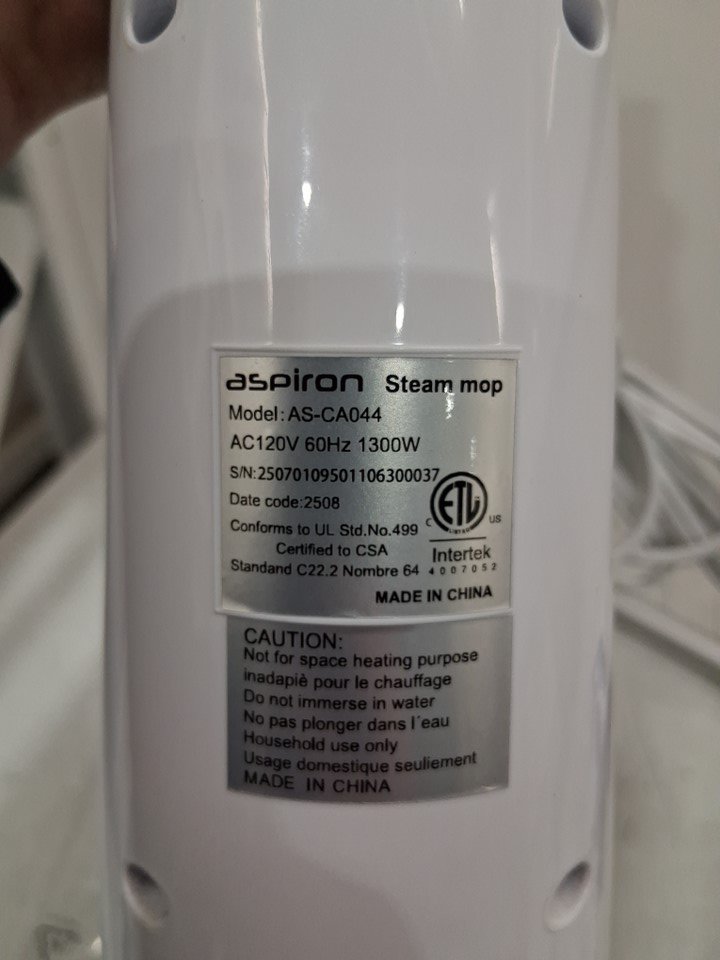 aspiron Steam mop
Model: AS-CA044
AC120V 60Hz 1300W
S/N:25070109501106300037
Date code:2508
Conforms to UL Std.No.499
Certified to CSA
Standand C22.2 Nombre 64
C ETL US
LISTED
Intertek
4007052
MADE IN CHINA
CAUTION:
Not for space heating purpose
inadapiè pour le chauffage
Do not immerse in water
No pas plonger dans l´eau
Household use only
Usage domestique seuliement
MADE IN CHINA